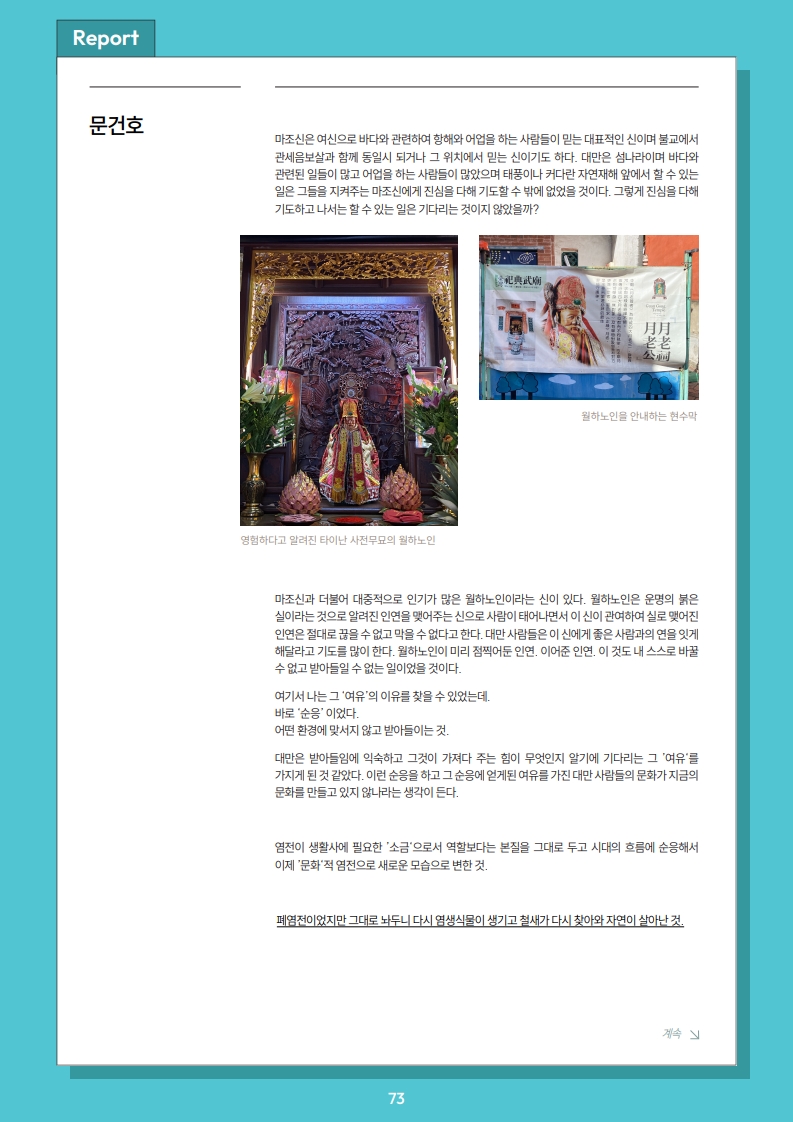 Report
문건호
마조신은 여신으로 바다와 관련하여 항해와 어업을 하는 사람들이 믿는 대표적인 신이며 불교에서
관세음보살과 함께 동일시 되거나 그 위치에서 믿는 신이기도 하다. 대만은 섬나라이며 바다와
관련된 일들이 많고 어업을 하는 사람들이 많았으며 태풍이나 커다란 자연재해 앞에서 할 수 있는
일은 그들을 지켜주는 마조신에게 진심을 다해 기도할 수 밖에 없었을 것이다. 그렇게 진심을 다해
기도하고 나서는 할 수 있는 일은 기다리는 것이지 않았을까?
祀典武廟
月老祠
月老公
월하노인을 안내하는 현수막
영험하다고 알려진 타이난 사전무묘의 월하노인
마조신과 더불어 대중적으로 인기가 많은 월하노인이라는 신이 있다. 월하노인은 운명의 붉은
실이라는 것으로 알려진 인연을 맺어주는 신으로 사람이 태어나면서 이 신이 관여하여 실로 맺어진
인연은 절대로 끊을 수 없고 막을 수 없다고 한다. 대만 사람들은 이 신에게 좋은 사람과의 연을 잇게
해달라고 기도를 많이 한다. 월하노인이 미리 점찍어둔 인연. 이어준 인연. 이 것도 내 스스로 바꿀
수 없고 받아들일 수 없는 일이었을 것이다.
여기서 나는 그 '여유'의 이유를 찾을 수 있었는데.
바로 '순응' 이었다.
어떤 환경에 맞서지 않고 받아들이는 것.
대만은 받아들임에 익숙하고 그것이 가져다 주는 힘이 무엇인지 알기에 기다리는 그 '여유'를
가지게 된 것 같았다. 이런 순응을 하고 그 순응에 얻게된 여유를 가진 대만 사람들의 문화가 지금의
문화를 만들고 있지 않나라는 생각이 든다.
염전이 생활사에 필요한 '소금'으로서 역할보다는 본질을 그대로 두고 시대의 흐름에 순응해서
이제 '문화'적 염전으로 새로운 모습으로 변한 것.
폐염전이었지만 그대로 놔두니 다시 염생식물이 생기고 철새가 다시 찾아와 자연이 살아난 것.
계속
73